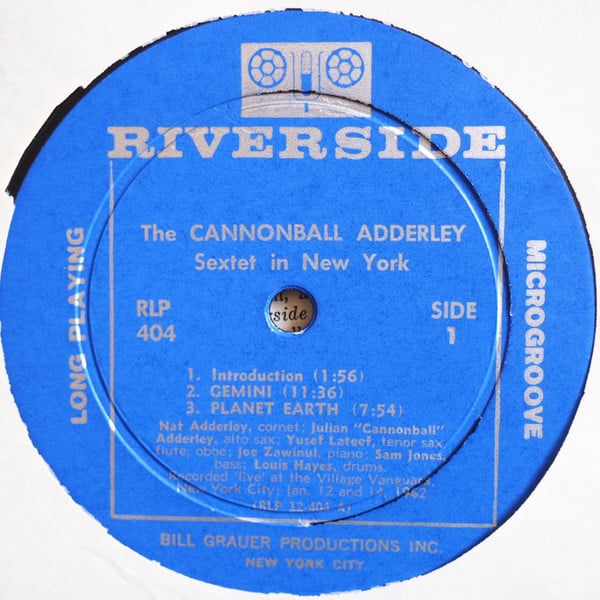 RIVERSIDE
LONG PLAYING
MICROGROOVE
The CANNONBALL ADDERLEY
Sextet in New York
RLP
404
SIDE
1
side
1. Introduction (1:56)
2. GEMINI (11:36)
3. PLANET EARTH (7:54)
Nat Adderley, cornet; Julian "Cannonball"
Adderley, alto sax; Yusef Lateef, tenor sax,
flute, oboe; Joe Zawinul, piano; Sam Jones,
bass; Louis Hayes, drums.
Recorded 'live' at the Village Vanguard,
New York City; Jan. 12 and 14, 1962
(RLP 12-404 A)
BILL GRAUER PRODUCTIONS INC.
NEW YORK CITY